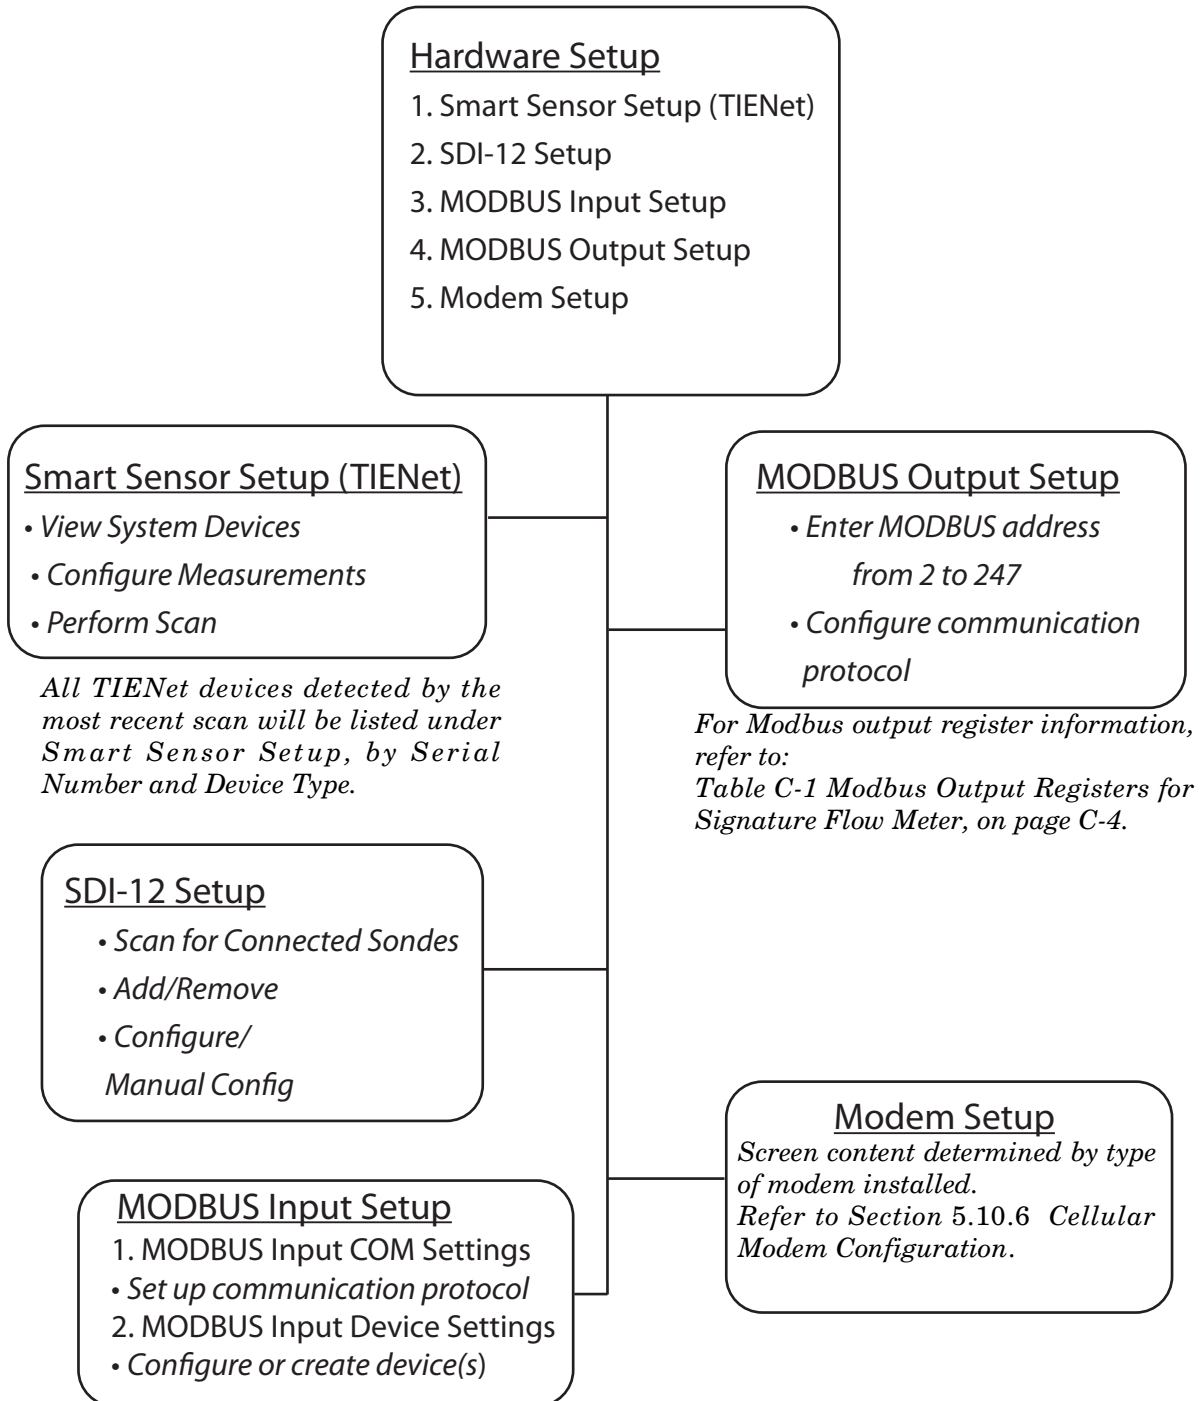 Hardware Setup
1. Smart Sensor Setup (TIENet)
2. SDI-12 Setup
3. MODBUS Input Setup
4. MODBUS Output Setup
5. Modem Setup
Smart Sensor Setup (TIENet)
• View System Devices
• Configure Measurements
• Perform Scan
All TIENet devices detected by the
most recent scan will be listed under
Smart Sensor Setup, by Serial
Number and Device Type.
MODBUS Output Setup
• Enter MODBUS address
from 2 to 247
• Configure communication
protocol
For Modbus output register information,
refer to:
Table C-1 Modbus Output Registers for
Signature Flow Meter, on page C-4.
SDI-12 Setup
• Scan for Connected Sondes
• Add/Remove
• Configure/
Manual Config
Modem Setup
Screen content determined by type
of modem installed.
Refer to Section 5.10.6 Cellular
Modem Configuration.
MODBUS Input Setup
1. MODBUS Input COM Settings
• Set up communication protocol
2. MODBUS Input Device Settings
• Configure or create device(s)